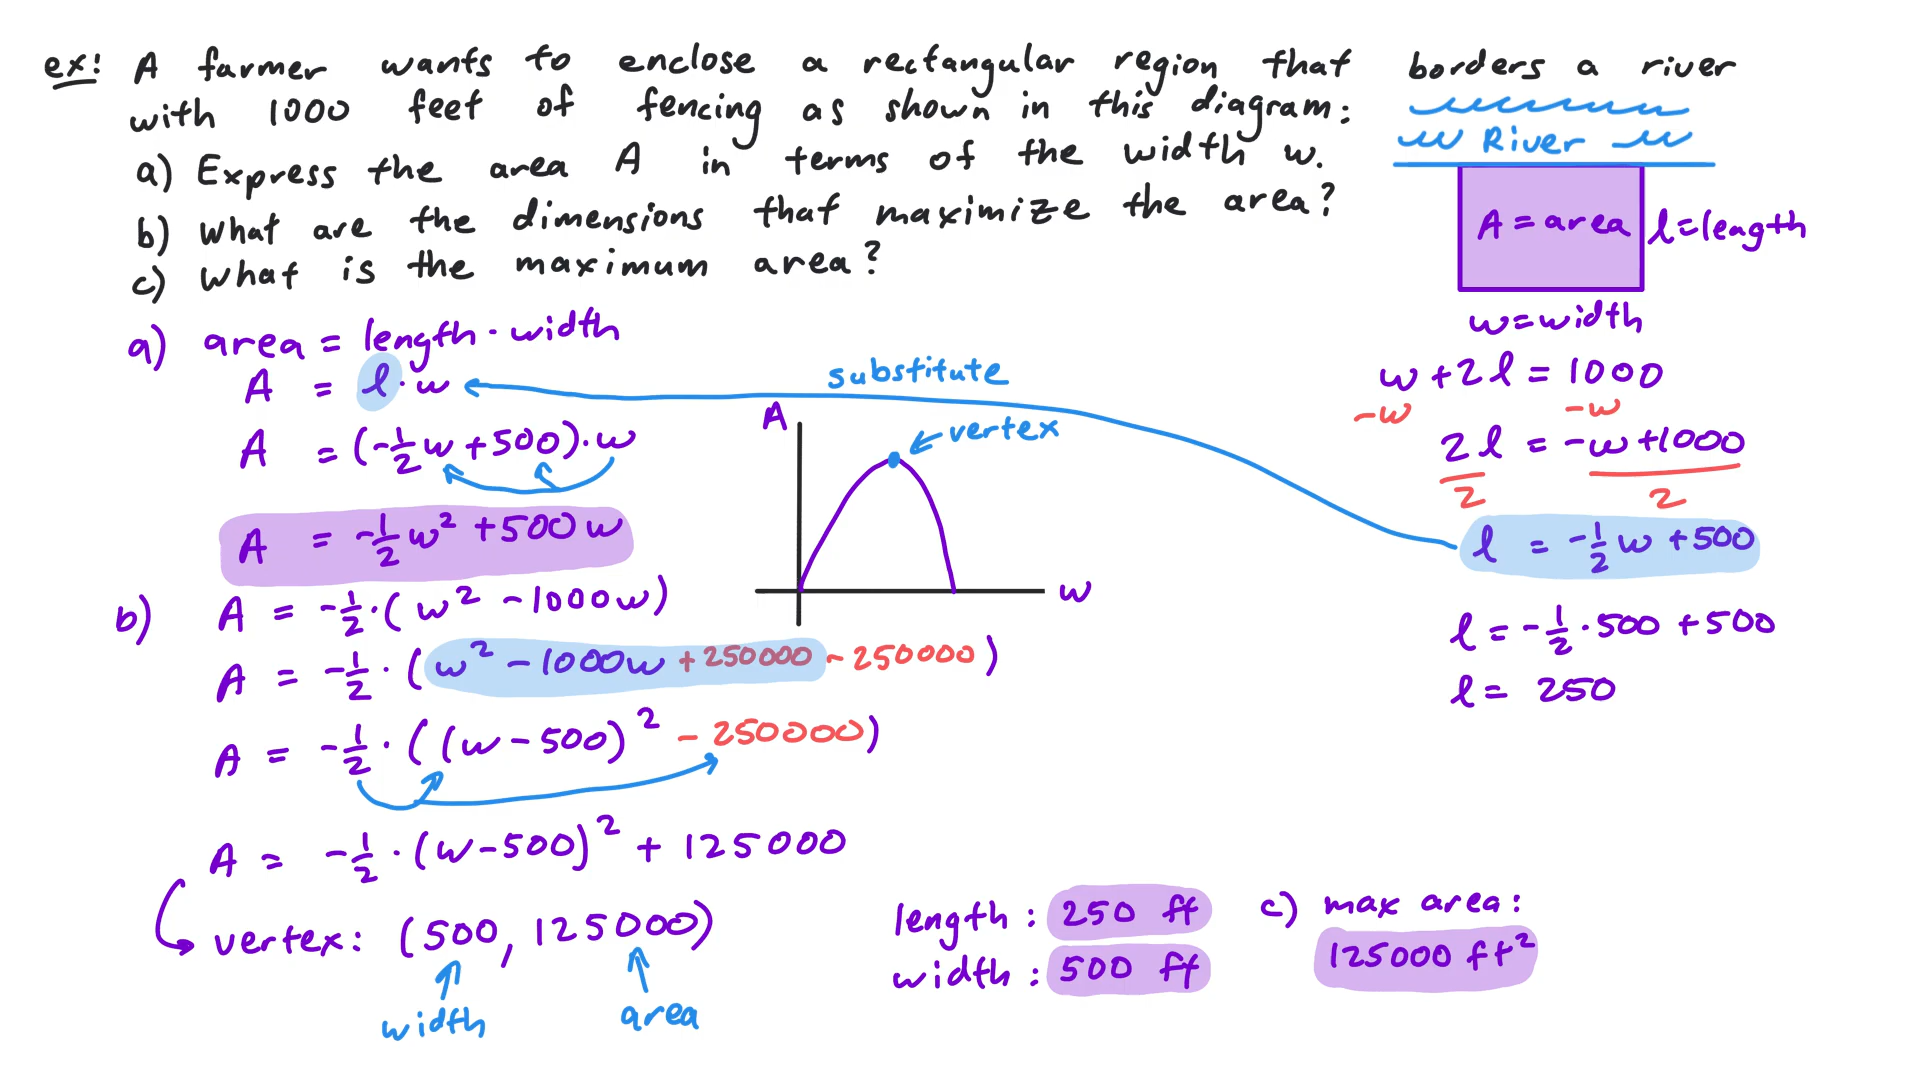 ex: A farmer wants to enclose a rectangular region that borders a river
with 1000 feet of fencing as shown in this diagram:
a) Express the area A in terms of the width w.
b) What are the dimensions that maximize the area?
c) What is the maximum area?
River
A = area
l = length
w = width
a) area = length · width
A = l · w
substitute
A = (-1/2 w + 500) · w
A = -1/2 w² + 500w
A
vertex
w
w + 2l = 1000
-w -w
2l = -w + 1000
2 2
l = -1/2 w + 500
l = -1/2 · 500 + 500
l = 250
b) A = -1/2 · (w² - 1000w)
A = -1/2 · (w² - 1000w + 250000 - 250000)
A = -1/2 · ((w - 500)² - 250000)
A = -1/2 · (w - 500)² + 125000
vertex: (500, 125000)
width area
length: 250 ft
width: 500 ft
c) max area:
125000 ft²